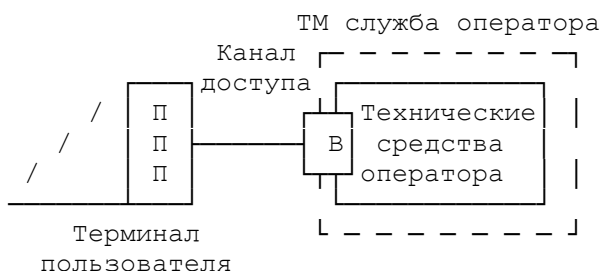 ТМ служба оператора
Канал
доступа
П Технические
П В средства
П оператора
Терминал
пользователя